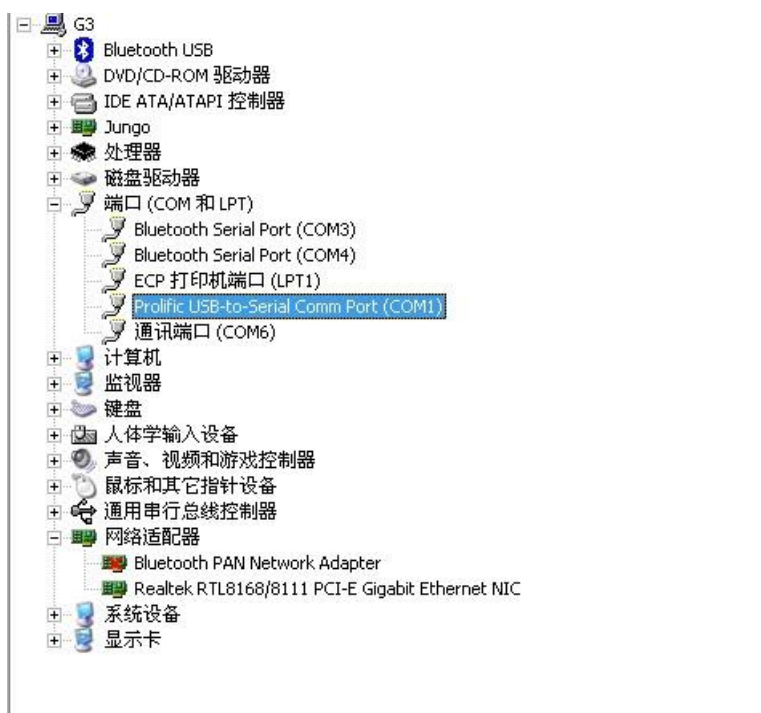 G3
Bluetooth USB
DVD/CD-ROM 驱动器
IDE ATA/ATAPI 控制器
Jungo
处理器
磁盘驱动器
端口 (COM 和 LPT)
Bluetooth Serial Port (COM3)
Bluetooth Serial Port (COM4)
ECP 打印机端口 (LPT1)
Prolific USB-to-Serial Comm Port (COM1)
通讯端口 (COM6)
计算机
监视器
键盘
人体学输入设备
声音、视频和游戏控制器
鼠标和其它指针设备
通用串行总线控制器
网络适配器
Bluetooth PAN Network Adapter
Realtek RTL8168/8111 PCI-E Gigabit Ethernet NIC
系统设备
显示卡